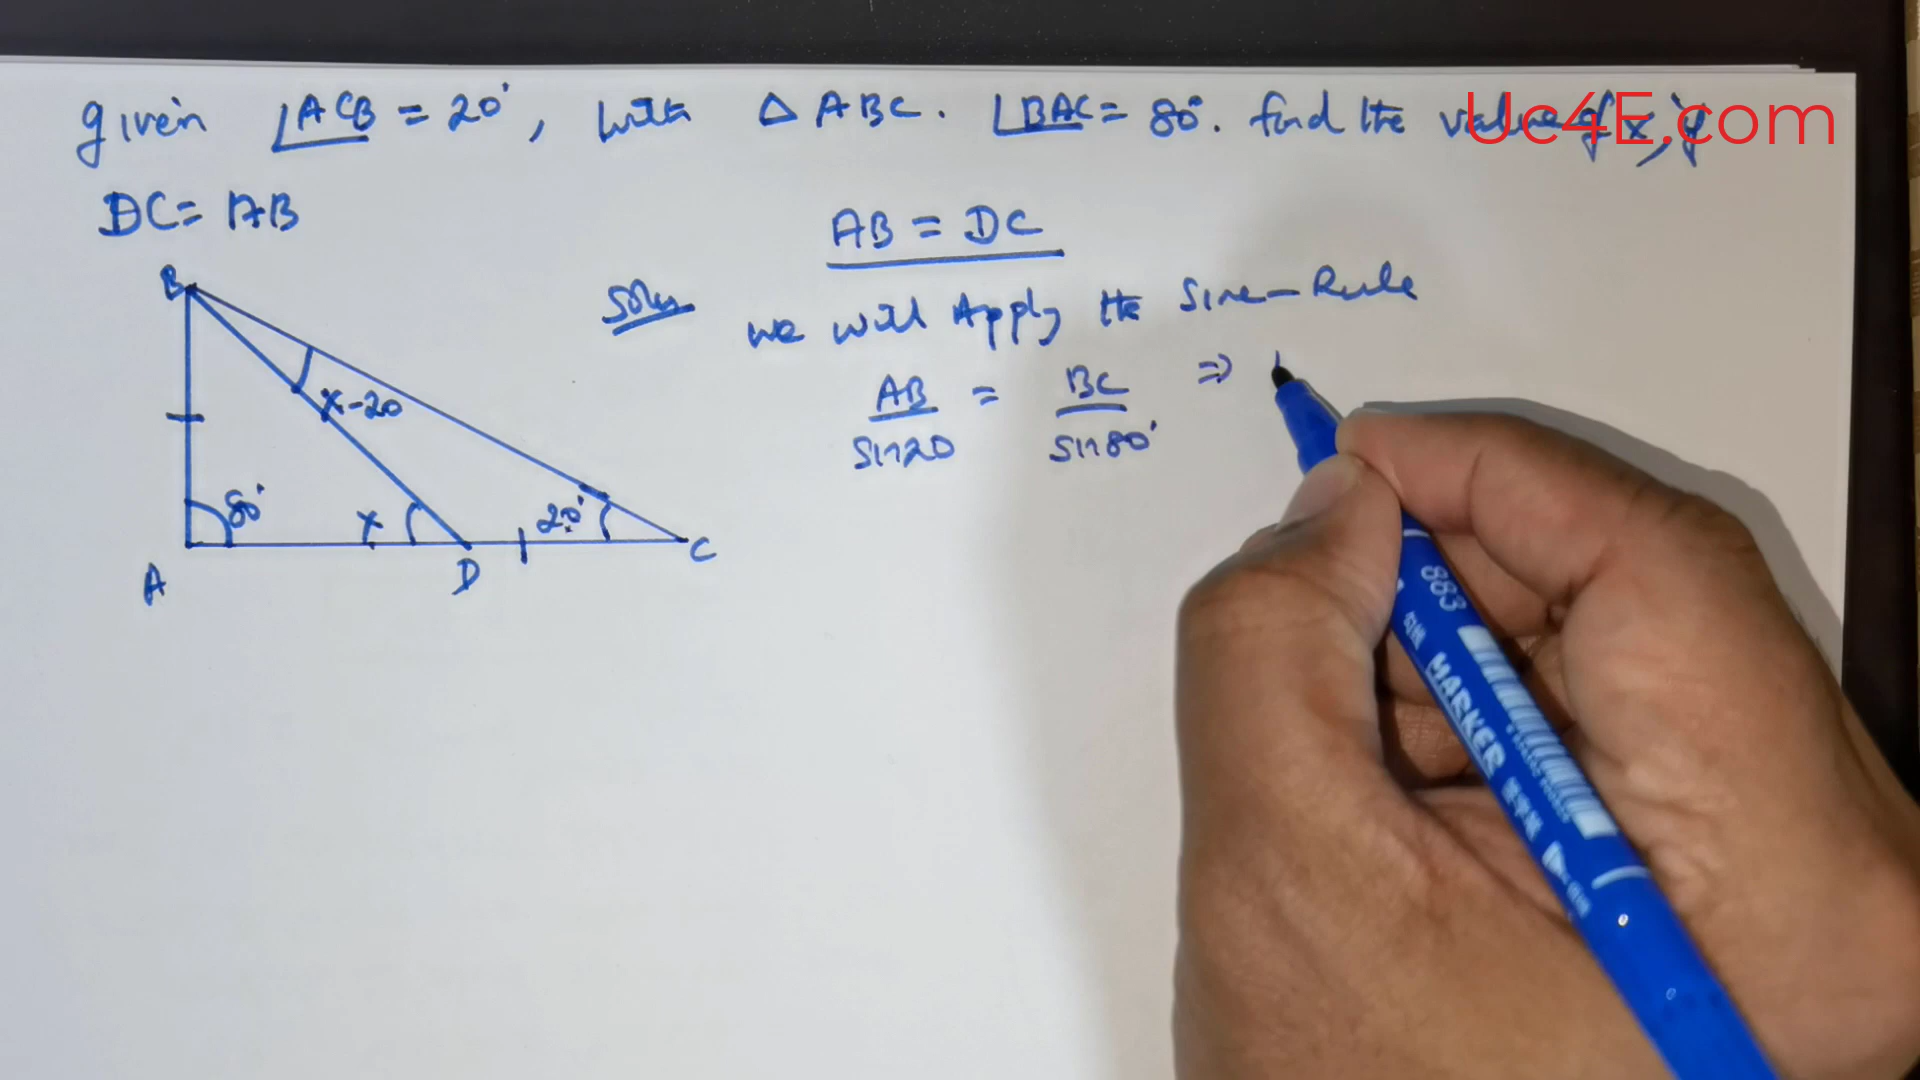 given ∠ACB = 20°, with △ABC. ∠BAC = 80°. find the value of x, if
Uc4E.com
DC = AB
AB = DC
Soln
we will Apply the Sine-Rule
AB/sin20 = BC/sin80° ⇒
B
x-20
80°
x
20°
A
D
C
883
MARKER